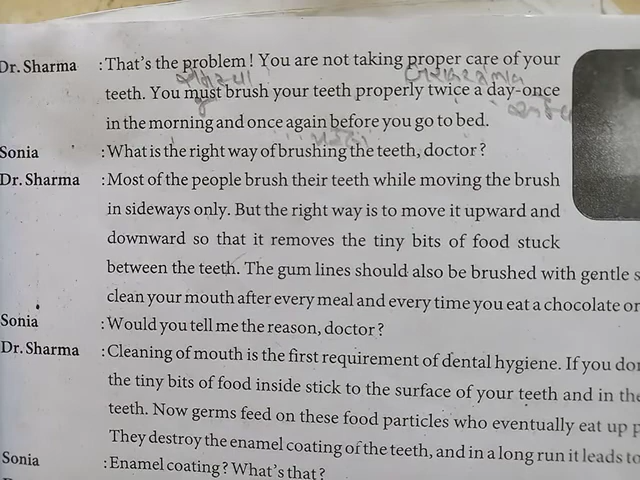 Dr. Sharma : That's the problem! You are not taking proper care of your
teeth. You must brush your teeth properly twice a day-once
in the morning and once again before you go to bed.
Sonia : What is the right way of brushing the teeth, doctor?
Dr. Sharma : Most of the people brush their teeth while moving the brush
in sideways only. But the right way is to move it upward and
downward so that it removes the tiny bits of food stuck
between the teeth. The gum lines should also be brushed with gentle
clean your mouth after every meal and every time you eat a chocolate or
Sonia : Would you tell me the reason, doctor?
Dr. Sharma : Cleaning of mouth is the first requirement of dental hygiene. If you
the tiny bits of food inside stick to the surface of your teeth and in the
teeth. Now germs feed on these food particles who eventually eat up
They destroy the enamel coating of the teeth, and in a long run it leads to
Sonia : Enamel coating? What's that?